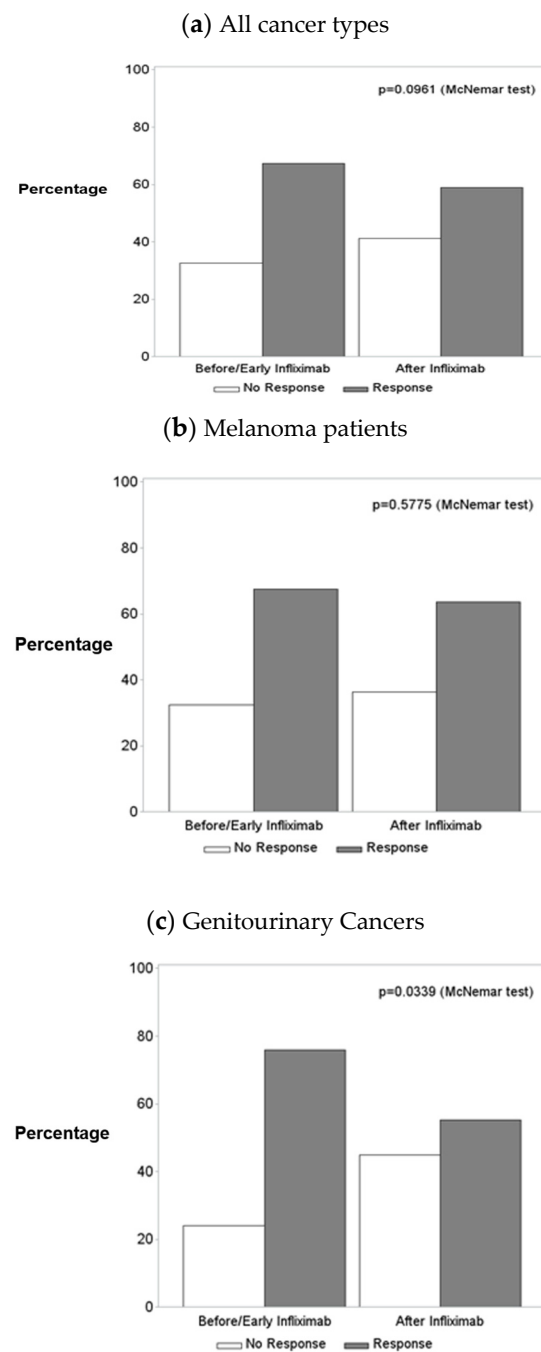 (a) All cancer types
100
p=0.0961 (McNemar test)
80
Percentage
60
40
20
0
Before/Early Infliximab After Infliximab
No Response Response
(b) Melanoma patients
100
p=0.5775 (McNemar test)
80
60
Percentage
40
20
0
Before/Early Infliximab After Infliximab
No Response Response
(c) Genitourinary Cancers
100
p=0.0339 (McNemar test)
80
60
Percentage
40
20
0
Before/Early Infliximab After Infliximab
No Response Response